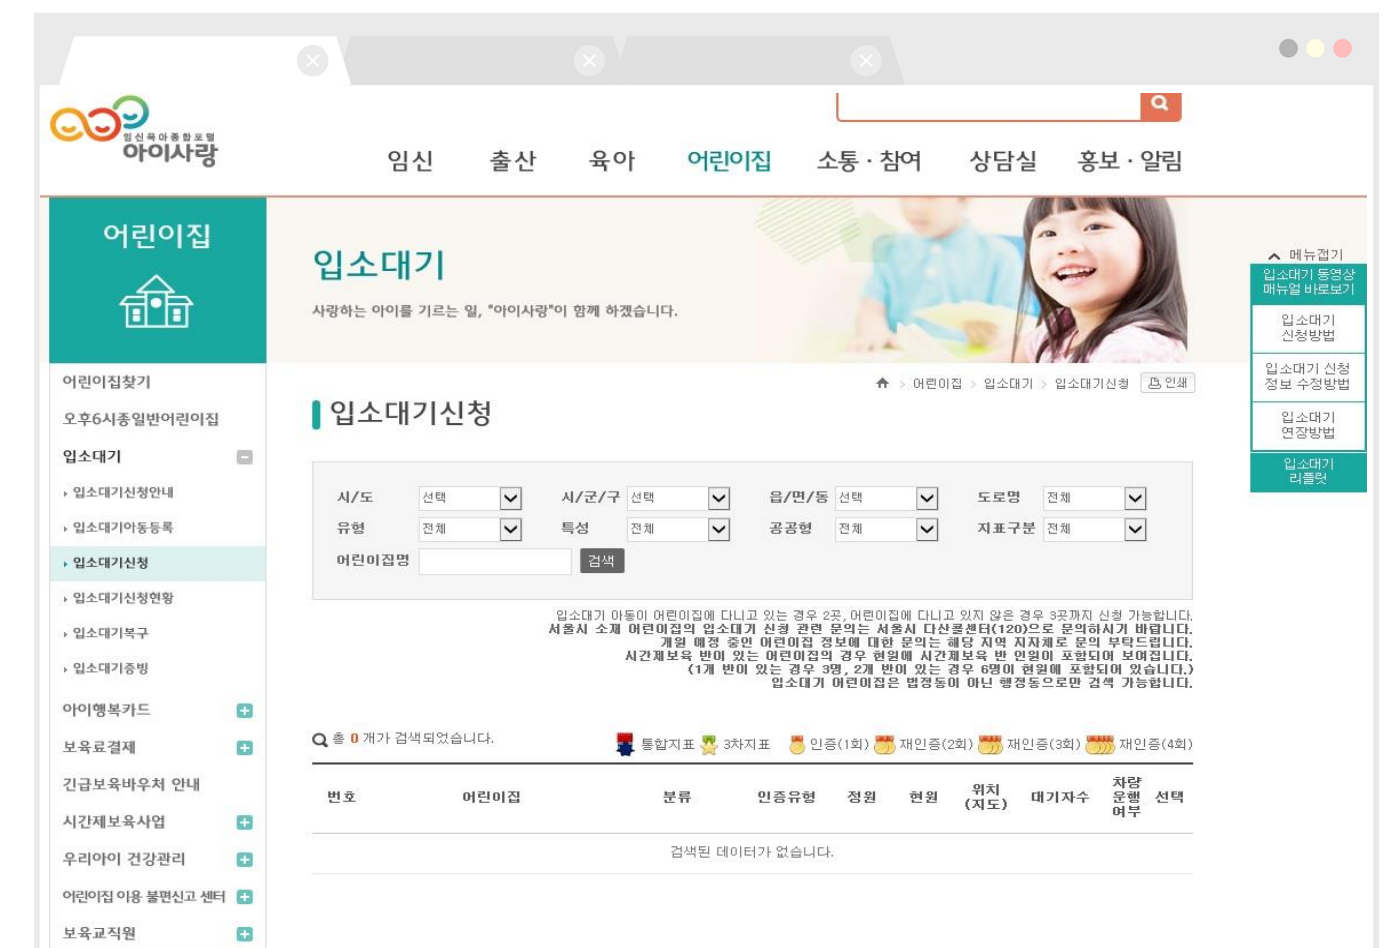 임신육아종합포털
아이사랑
임신 출산 육아 어린이집 소통 · 참여 상담실 홍보 · 알림
어린이집
입소대기
사랑하는 아이를 기르는 일, "아이사랑"이 함께 하겠습니다.
메뉴접기
입소대기 동영상
매뉴얼 바로보기
입소대기
신청방법
입소대기 신청
정보 수정방법
입소대기
연장방법
입소대기
리플릿
어린이집찾기
오후6시종일반어린이집
입소대기
입소대기신청안내
입소대기아동등록
입소대기신청
입소대기신청현황
입소대기복구
입소대기증빙
아이행복카드
보육료결제
긴급보육바우처 안내
시간제보육사업
우리아이 건강관리
어린이집 이용 불편신고 센터
보육교직원
> 어린이집 > 입소대기 > 입소대기신청 인쇄
입소대기신청
시/도 선택 시/군/구 선택 읍/면/동 선택 도로명 전체
유형 전체 특성 전체 공공형 전체 지표구분 전체
어린이집명 검색
입소대기 아동이 어린이집에 다니고 있는 경우 2곳, 어린이집에 다니고 있지 않은 경우 3곳까지 신청 가능합니다.
서울시 소재 어린이집의 입소대기 신청 관련 문의는 서울시 다산콜센터(120)으로 문의하시기 바랍니다.
개원 예정 중인 어린이집 정보에 대한 문의는 해당 지역 지자체로 문의 부탁드립니다.
시간제보육 반이 있는 어린이집의 경우 현원에 시간제보육 반 인원이 포함되어 보여집니다.
(1개 반이 있는 경우 3명, 2개 반이 있는 경우 6명이 현원에 포함되어 있습니다.)
입소대기 어린이집은 법정동이 아닌 행정동으로만 검색 가능합니다.
총 0 개가 검색되었습니다.
통합지표 3차지표 인증(1회) 재인증(2회) 재인증(3회) 재인증(4회)
번호 어린이집 분류 인증유형 정원 현원 위치(지도) 대기자수 차량운행여부 선택
검색된 데이터가 없습니다.